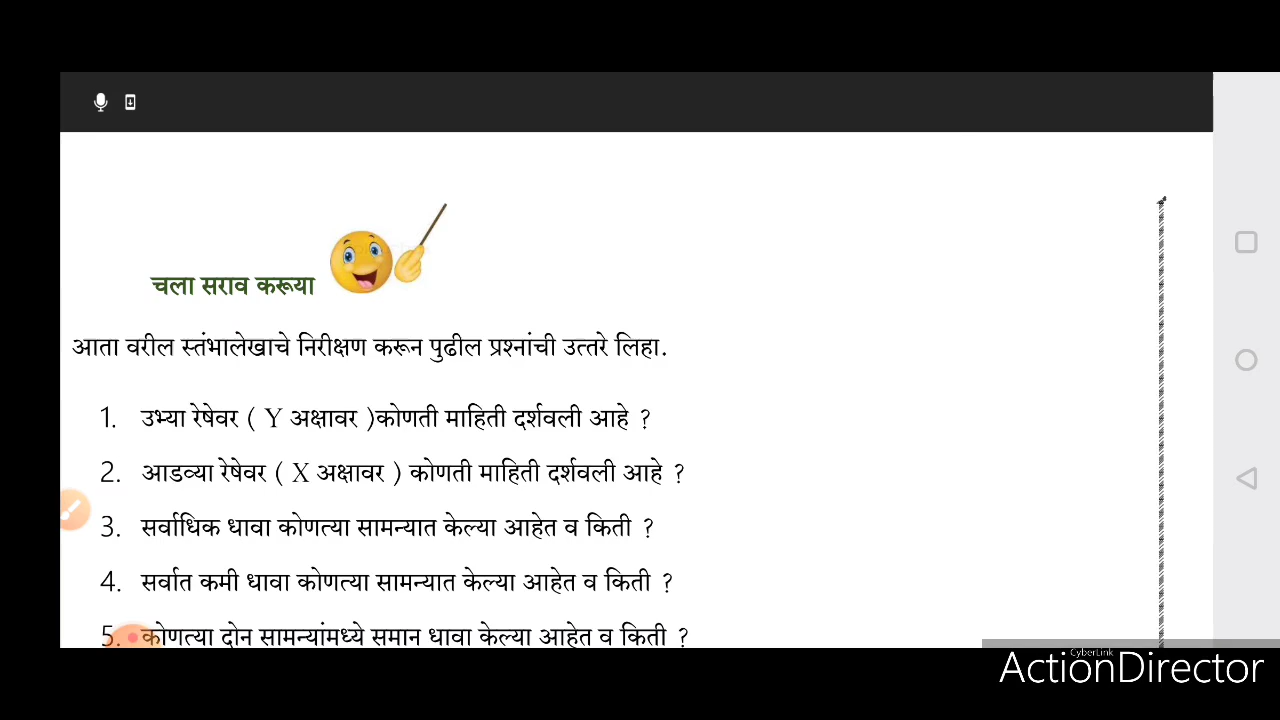 चला सराव करूया
आता वरील स्तंभालेखाचे निरीक्षण करून पुढील प्रश्नांची उत्तरे लिहा.
1. उभ्या रेषेवर ( Y अक्षावर )कोणती माहिती दर्शवली आहे ?
2. आडव्या रेषेवर ( X अक्षावर ) कोणती माहिती दर्शवली आहे ?
3. सर्वाधिक धावा कोणत्या सामन्यात केल्या आहेत व किती ?
4. सर्वात कमी धावा कोणत्या सामन्यात केल्या आहेत व किती ?
5. कोणत्या दोन सामन्यांमध्ये समान धावा केल्या आहेत व किती ?
CyberLink
ActionDirector